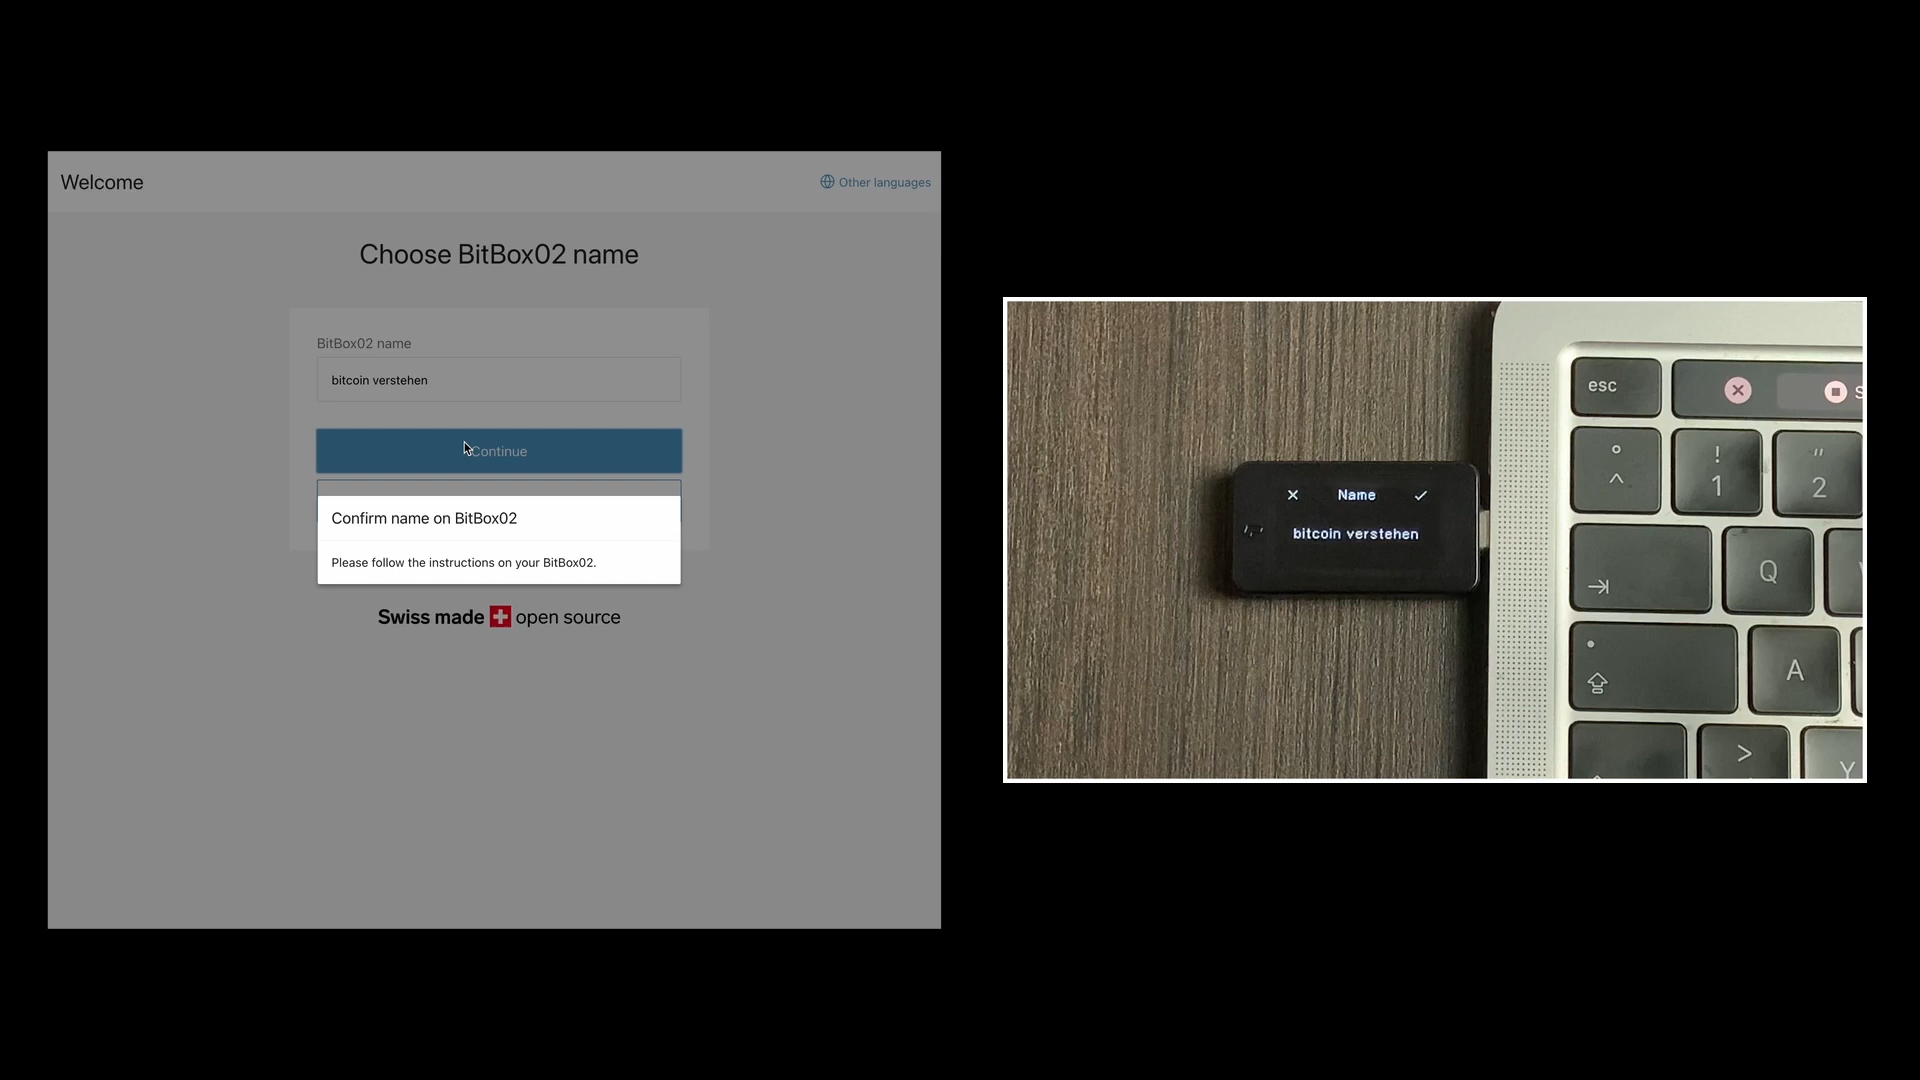 Welcome
Other languages
Choose BitBox02 name
BitBox02 name
bitcoin verstehen
Continue
Confirm name on BitBox02
Please follow the instructions on your BitBox02.
Swiss made open source
Name
bitcoin verstehen
esc
S
° ! "
^ 1 2
Q
A
>
Y